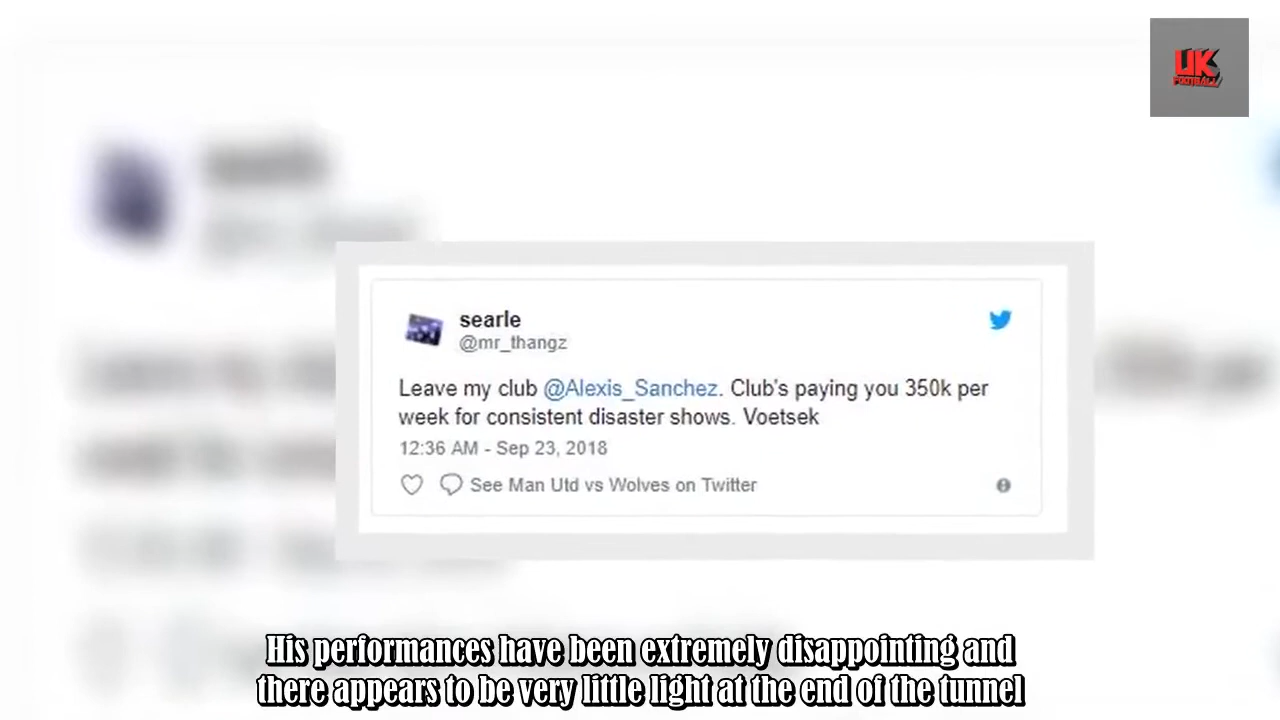 UK
FOOTBALL
searle
@mr_thangz
Leave my club @Alexis_Sanchez. Club's paying you 350k per
week for consistent disaster shows. Voetsek
12:36 AM - Sep 23, 2018
See Man Utd vs Wolves on Twitter
His performances have been extremely disappointing and
there appears to be very little light at the end of the tunnel